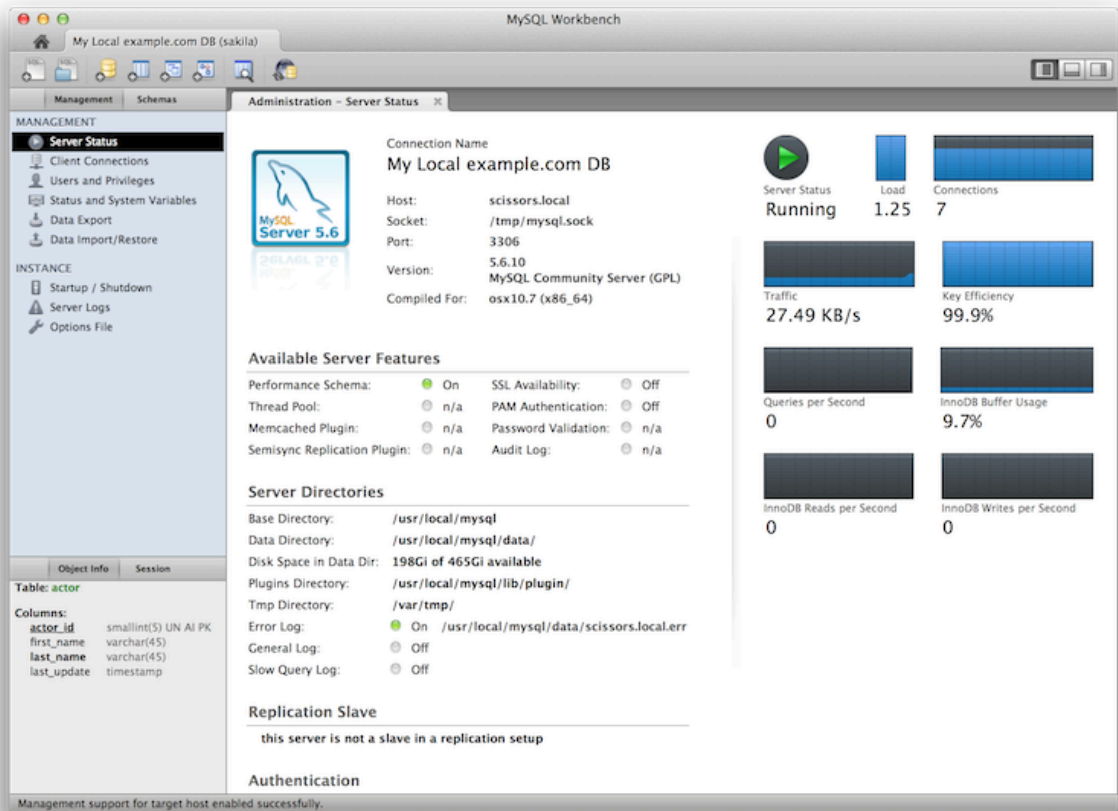 MySQL Workbench
My Local example.com DB (sakila)
Management Schemas
MANAGEMENT
Server Status
Client Connections
Users and Privileges
Status and System Variables
Data Export
Data Import/Restore
INSTANCE
Startup / Shutdown
Server Logs
Options File
Object Info Session
Table: actor
Columns:
actor_id smallint(5) UN AI PK
first_name varchar(45)
last_name varchar(45)
last_update timestamp
Administration - Server Status
MySQL
Server 5.6
Connection Name
My Local example.com DB
Host: scissors.local
Socket: /tmp/mysql.sock
Port: 3306
Version: 5.6.10
MySQL Community Server (GPL)
Compiled For: osx10.7 (x86_64)
Available Server Features
Performance Schema: On SSL Availability: Off
Thread Pool: n/a PAM Authentication: Off
Memcached Plugin: n/a Password Validation: n/a
Semisync Replication Plugin: n/a Audit Log: n/a
Server Directories
Base Directory: /usr/local/mysql
Data Directory: /usr/local/mysql/data/
Disk Space in Data Dir: 198Gi of 465Gi available
Plugins Directory: /usr/local/mysql/lib/plugin/
Tmp Directory: /var/tmp/
Error Log: On /usr/local/mysql/data/scissors.local.err
General Log: Off
Slow Query Log: Off
Replication Slave
this server is not a slave in a replication setup
Authentication
Server Status Load Connections
Running 1.25 7
Traffic Key Efficiency
27.49 KB/s 99.9%
Queries per Second InnoDB Buffer Usage
0 9.7%
InnoDB Reads per Second InnoDB Writes per Second
0 0
Management support for target host enabled successfully.